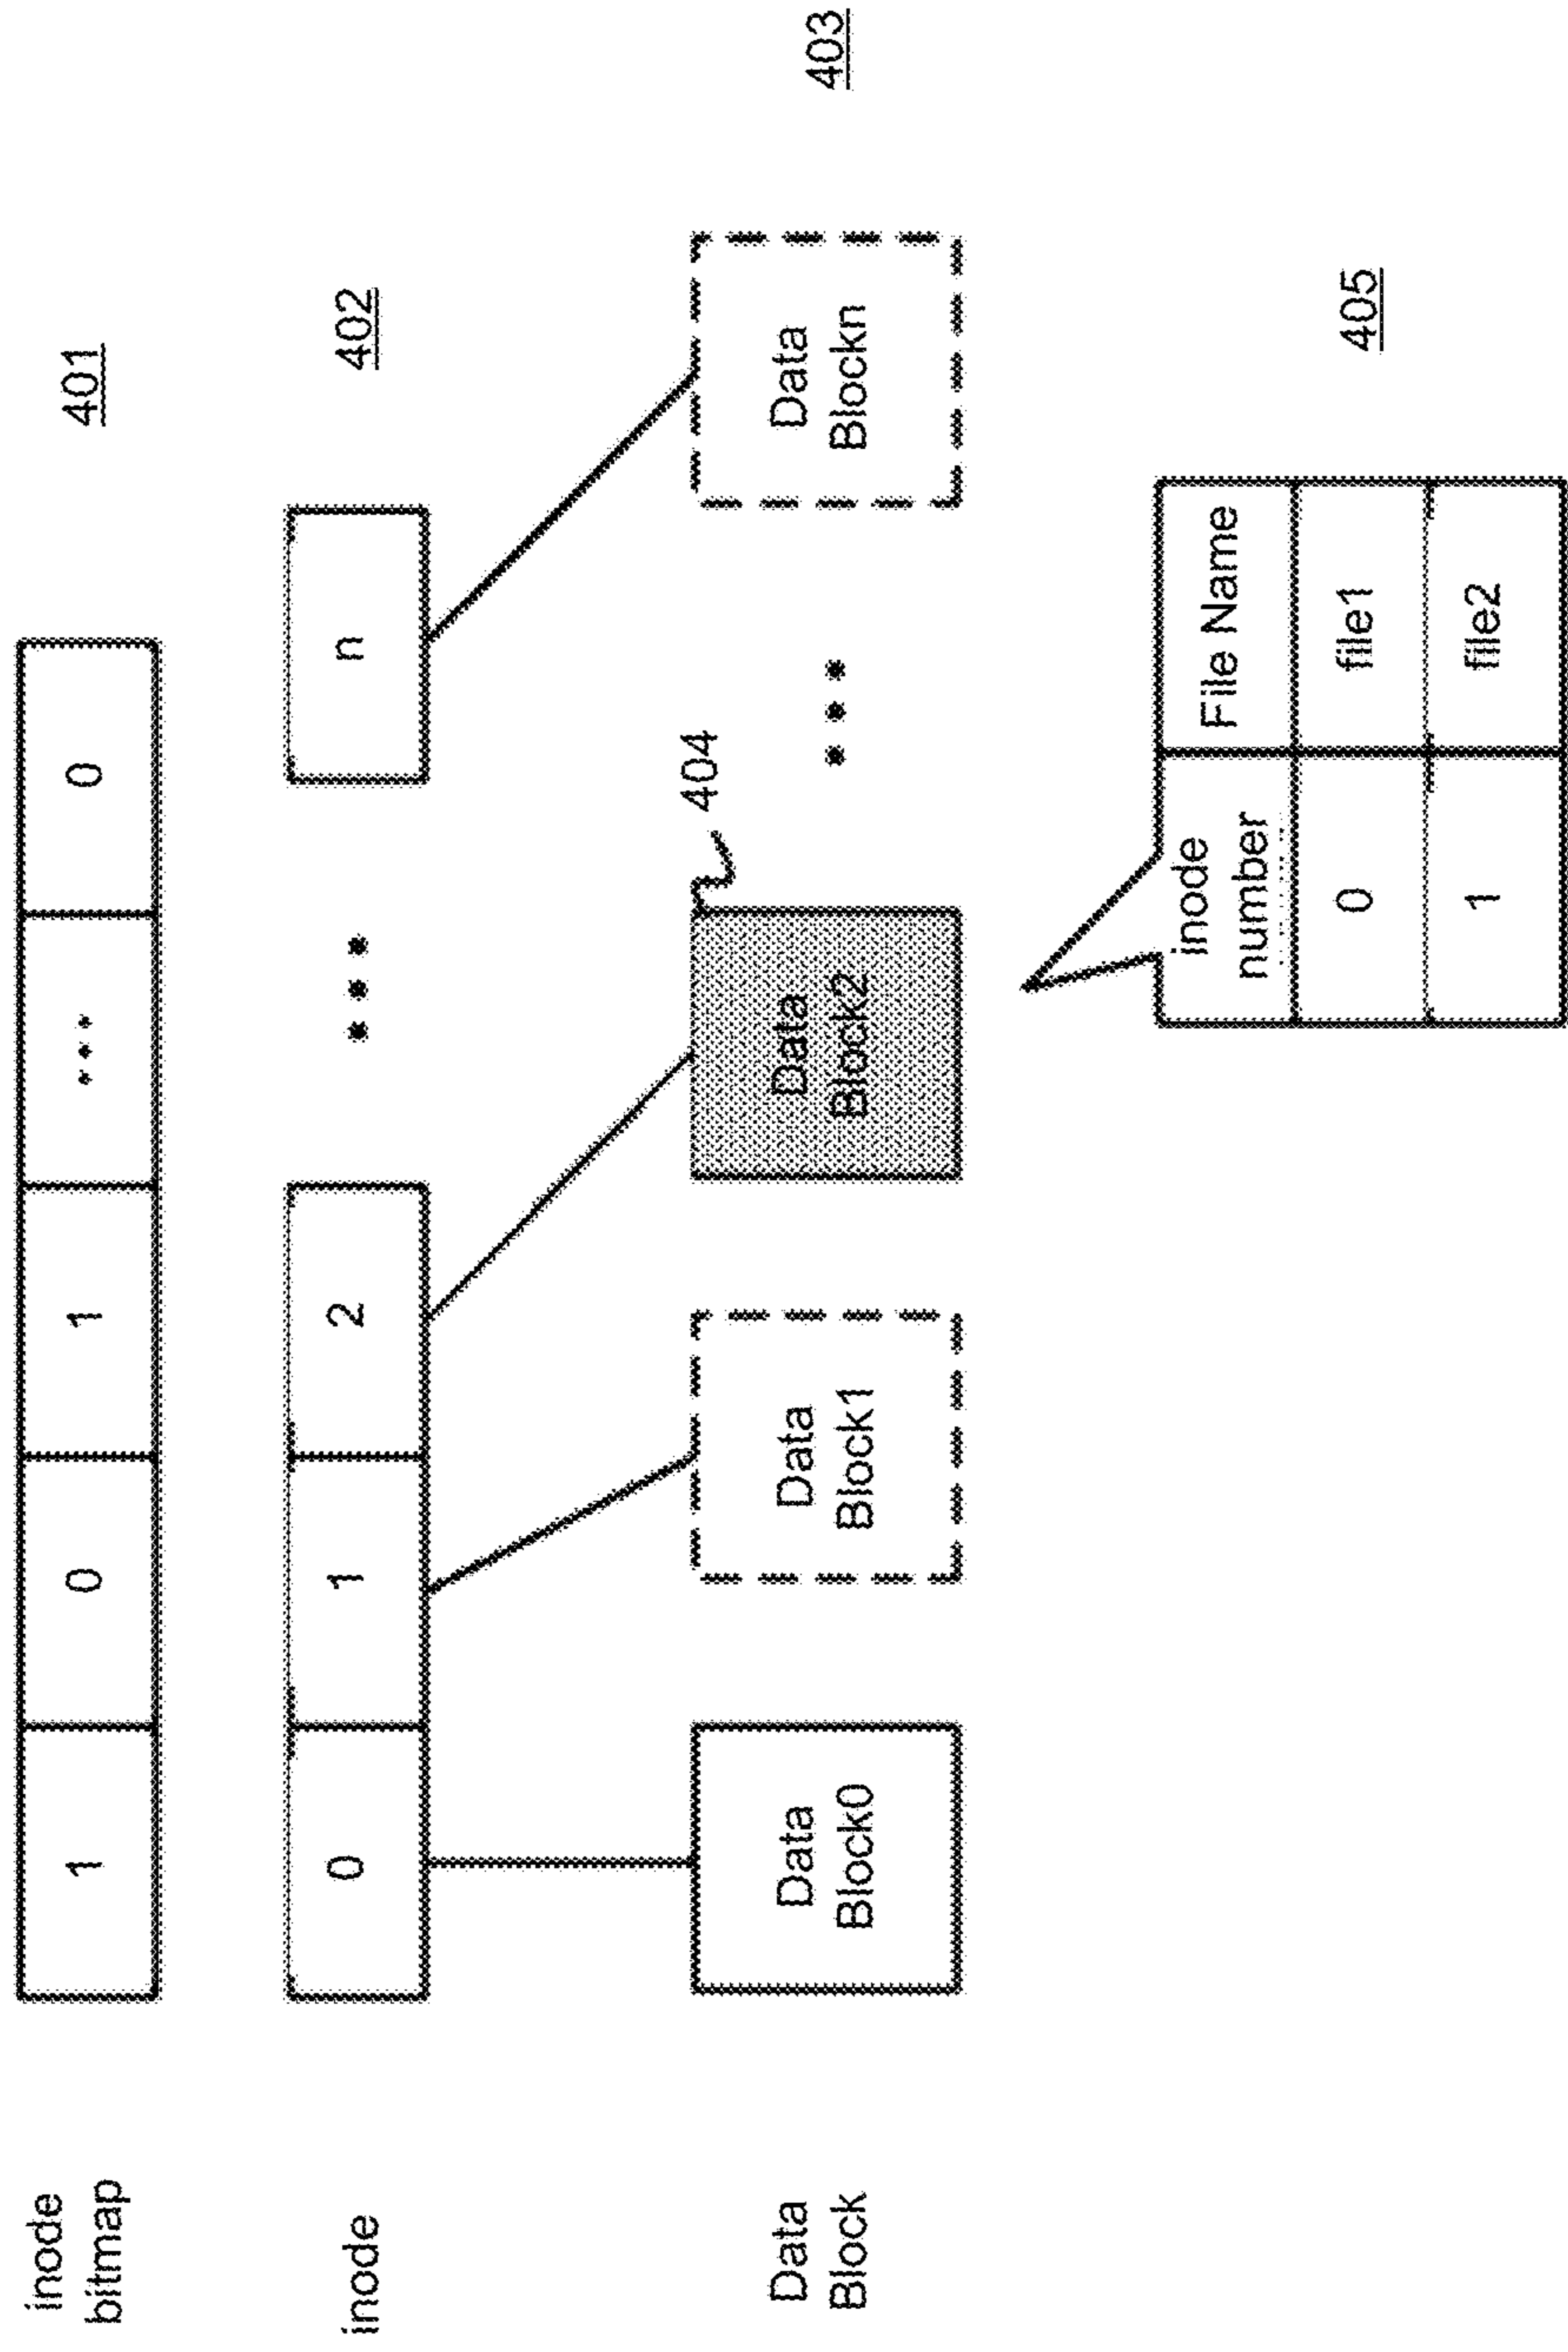 inode
bitmap
1
0
1
•••
0
401
inode
0
1
2
•••
n
402
Data
Block
Data
Block0
Data
Block1
Data
Block2
404
•••
Data
Blockn
403
inode
number
File Name
0
file1
1
file2
405